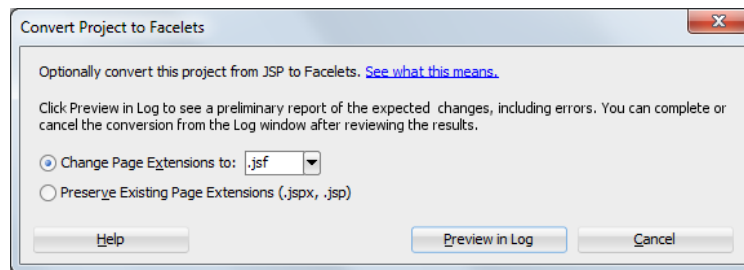 Convert Project to Facelets
Optionally convert this project from JSP to Facelets. See what this means.
Click Preview in Log to see a preliminary report of the expected changes, including errors. You can complete or
cancel the conversion from the Log window after reviewing the results.
Change Page Extensions to: .jsf
Preserve Existing Page Extensions (.jspx, .jsp)
Help Preview in Log Cancel